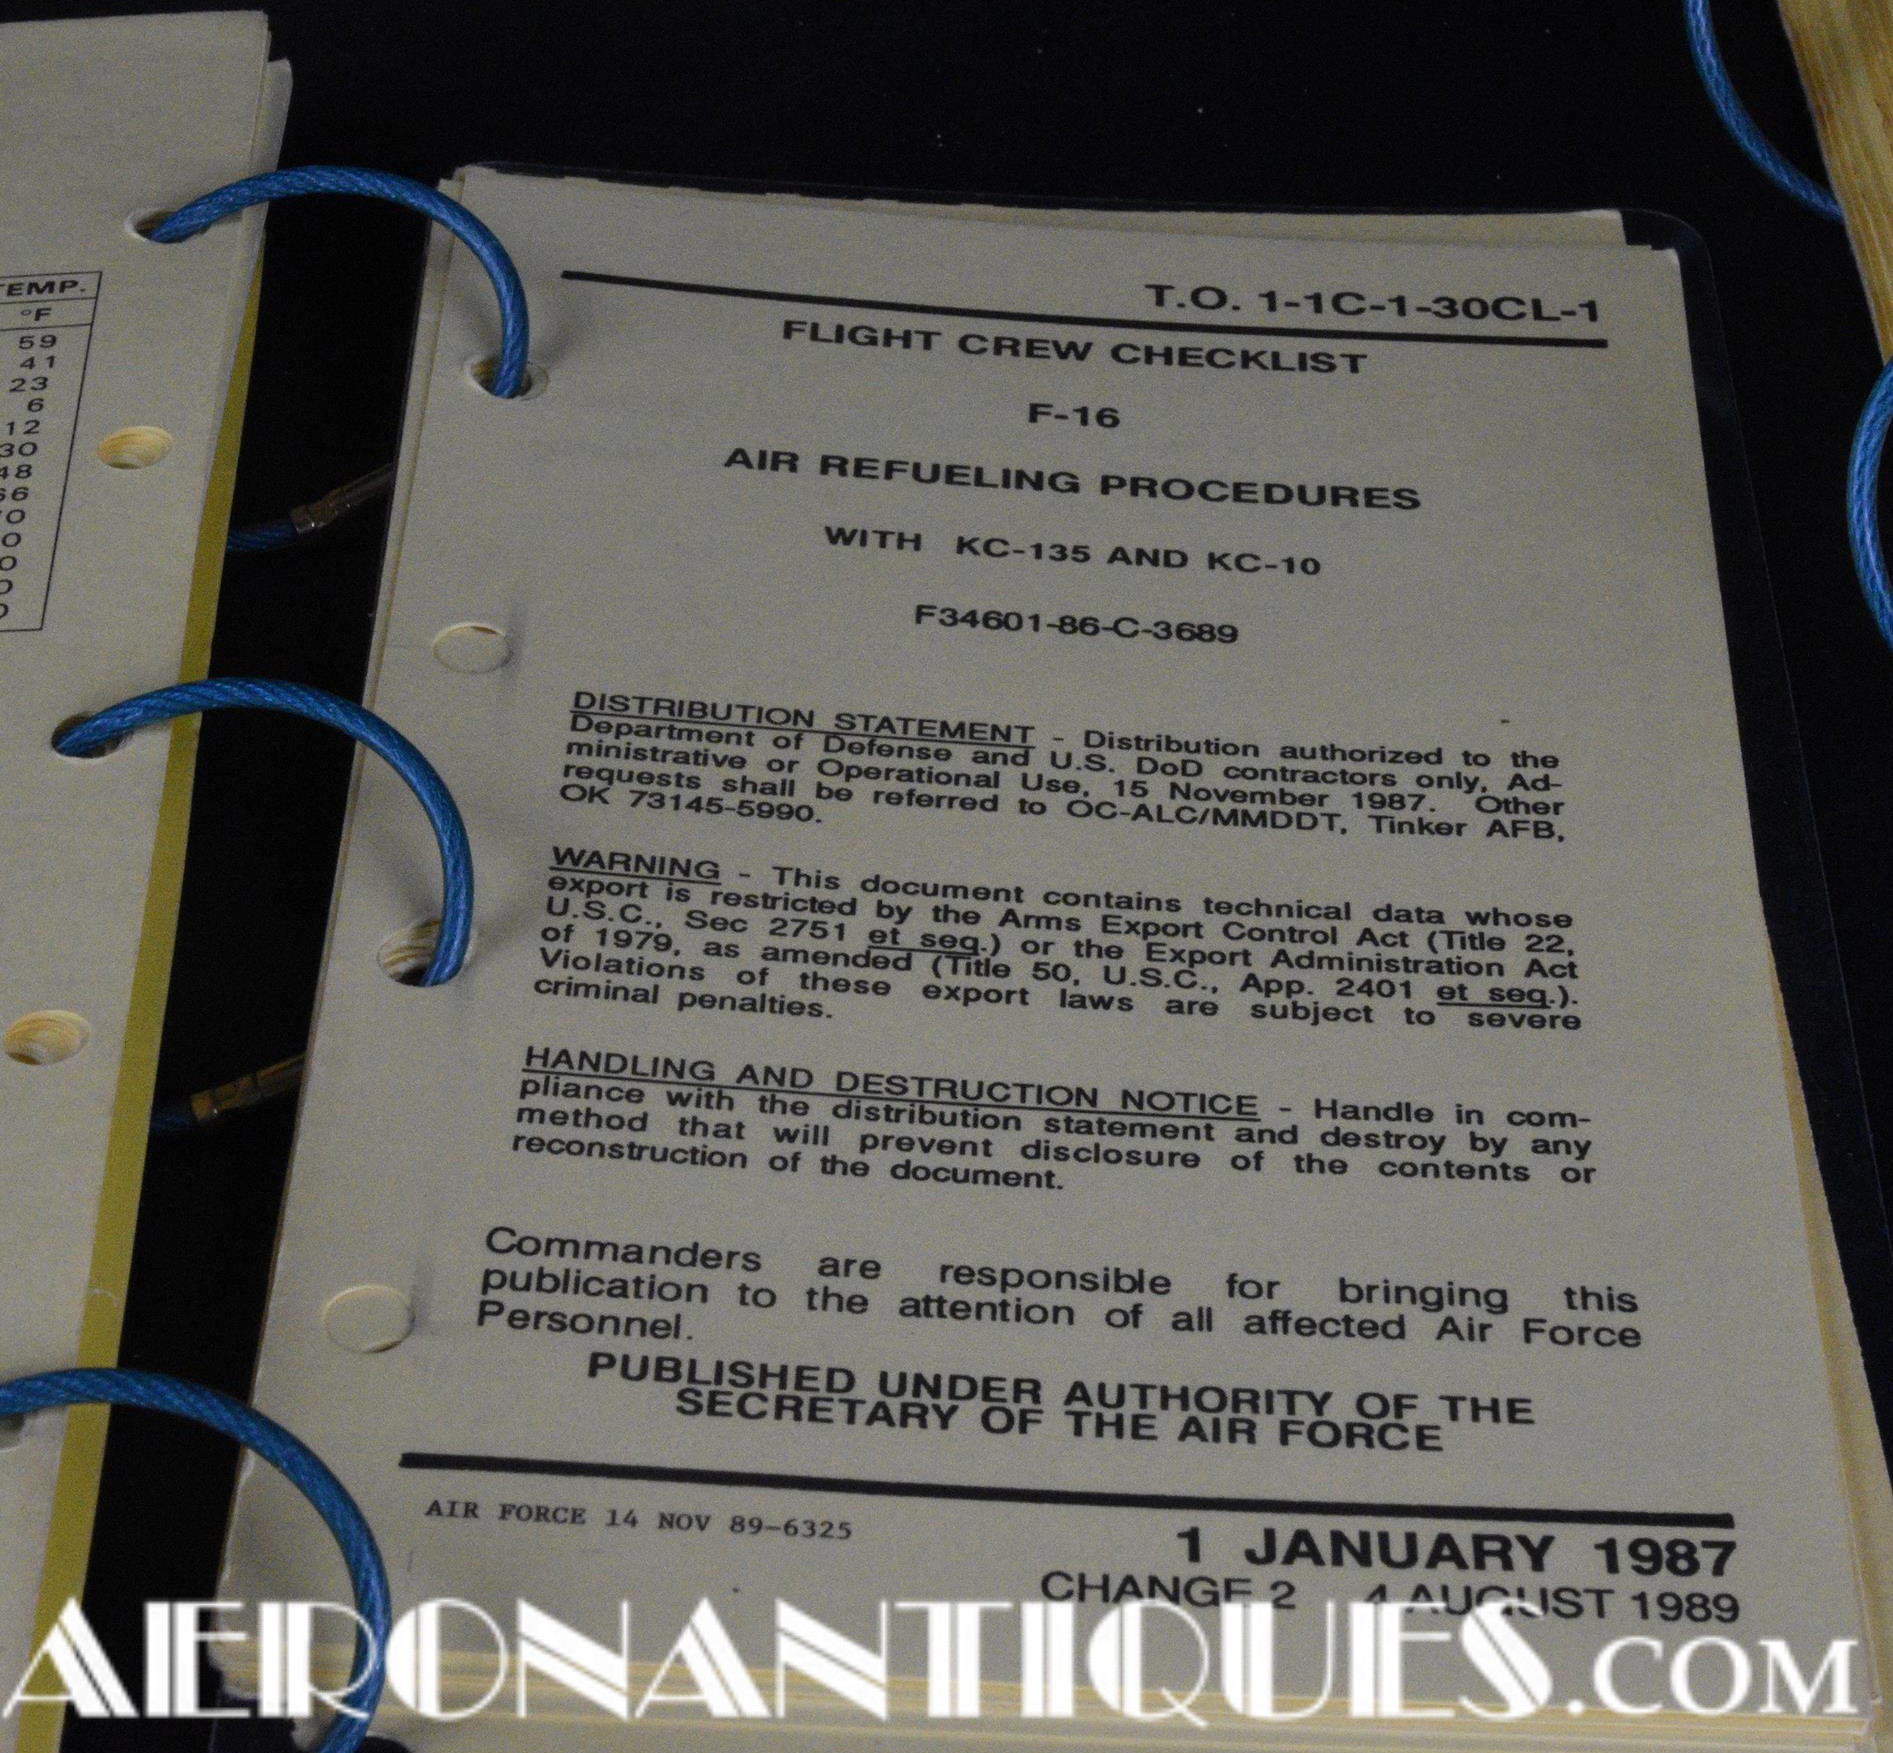 TEMP.
°F
59
41
23
6
12
30
48
66
T.O. 1-1C-1-30CL-1
FLIGHT CREW CHECKLIST
F-16
AIR REFUELING PROCEDURES
WITH KC-135 AND KC-10
F34601-86-C-3689
DISTRIBUTION STATEMENT - Distribution authorized to the
Department of Defense and U.S. DoD contractors only, Ad-
ministrative or Operational Use, 15 November 1987. Other
requests shall be referred to OC-ALC/MMDDT, Tinker AFB,
OK 73145-5990.
WARNING - This document contains technical data whose
export is restricted by the Arms Export Control Act (Title 22,
U.S.C., Sec 2751 et seq.) or the Export Administration Act
of 1979, as amended (Title 50, U.S.C., App. 2401 et seq.).
Violations of these export laws are subject to severe
criminal penalties.
HANDLING AND DESTRUCTION NOTICE - Handle in com-
pliance with the distribution statement and destroy by any
method that will prevent disclosure of the contents or
reconstruction of the document.
Commanders are responsible for bringing this
publication to the attention of all affected Air Force
Personnel.
PUBLISHED UNDER AUTHORITY OF THE
SECRETARY OF THE AIR FORCE
AIR FORCE 14 NOV 89-6325
1 JANUARY 1987
CHANGE 2 4 AUGUST 1989
AERONANTIQUES.COM